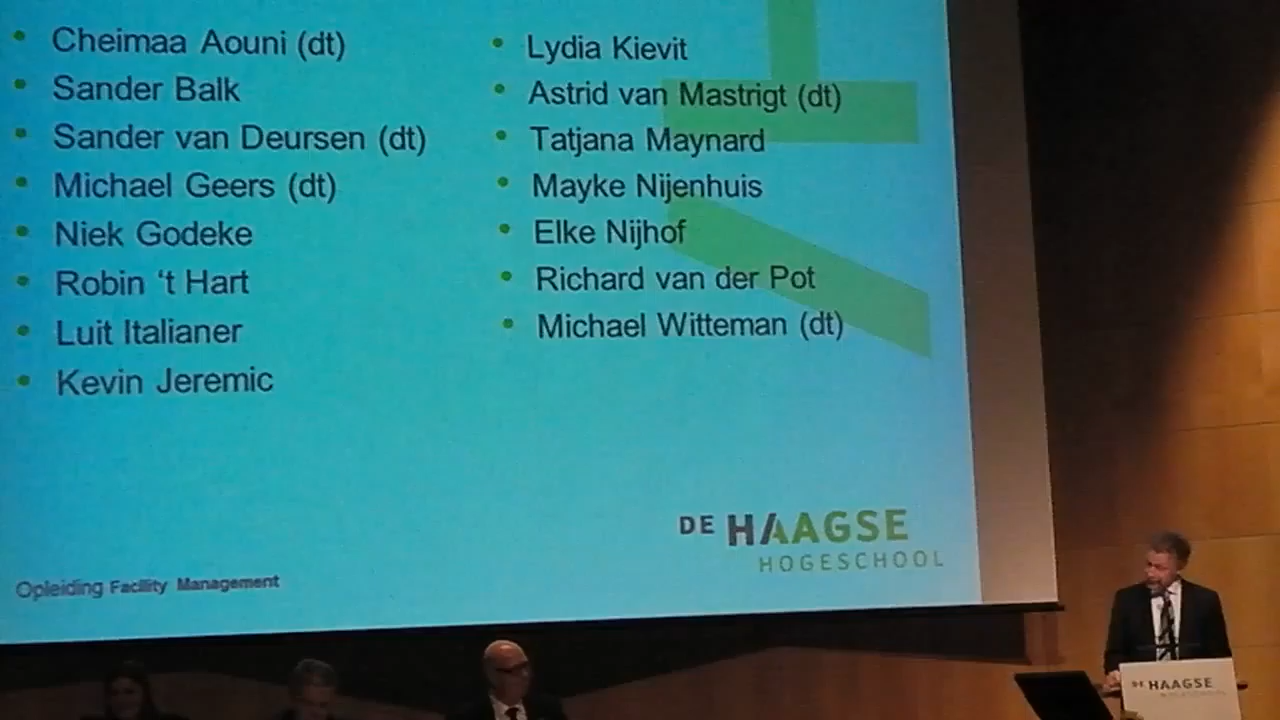 Cheimaa Aouni (dt)
Sander Balk
Sander van Deursen (dt)
Michael Geers (dt)
Niek Godeke
Robin ‘t Hart
Luit Italianer
Kevin Jeremic
Lydia Kievit
Astrid van Mastrigt (dt)
Tatjana Maynard
Mayke Nijenhuis
Elke Nijhof
Richard van der Pot
Michael Witteman (dt)
DE HAAGSE
HOGESCHOOL
Opleiding Facility Management
DE HAAGSE
HOGESCHOOL